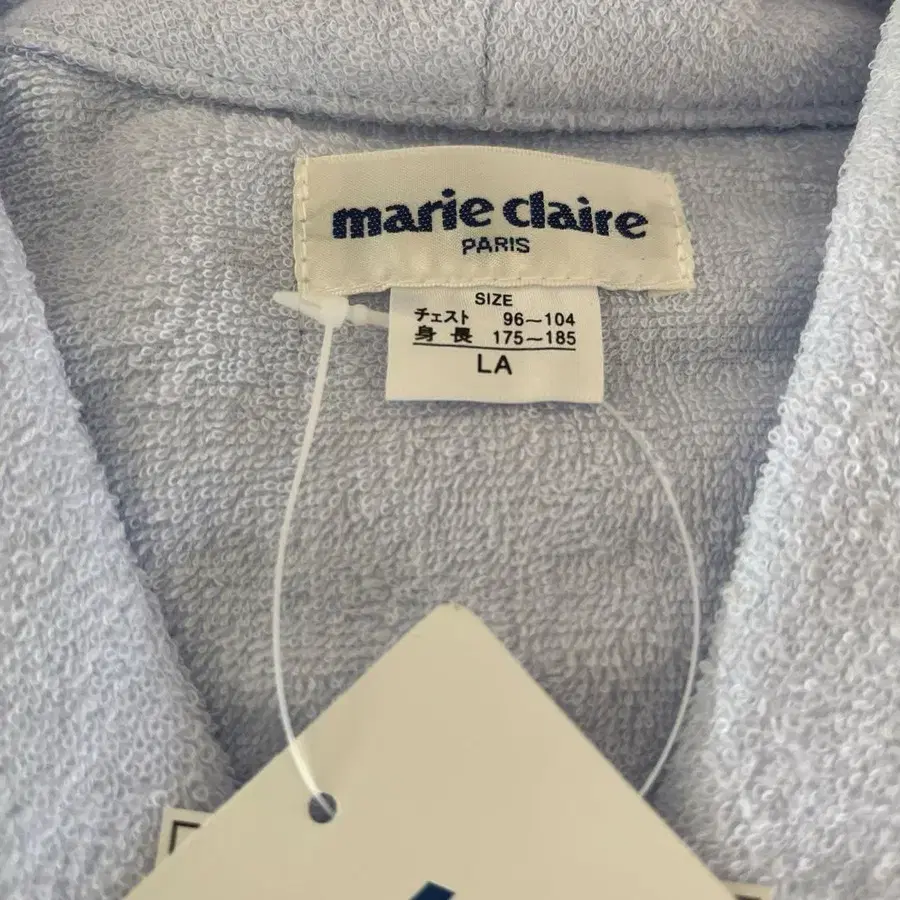 marie claire
PARIS
SIZE
チェスト 96〜104
身長 175〜185
LA